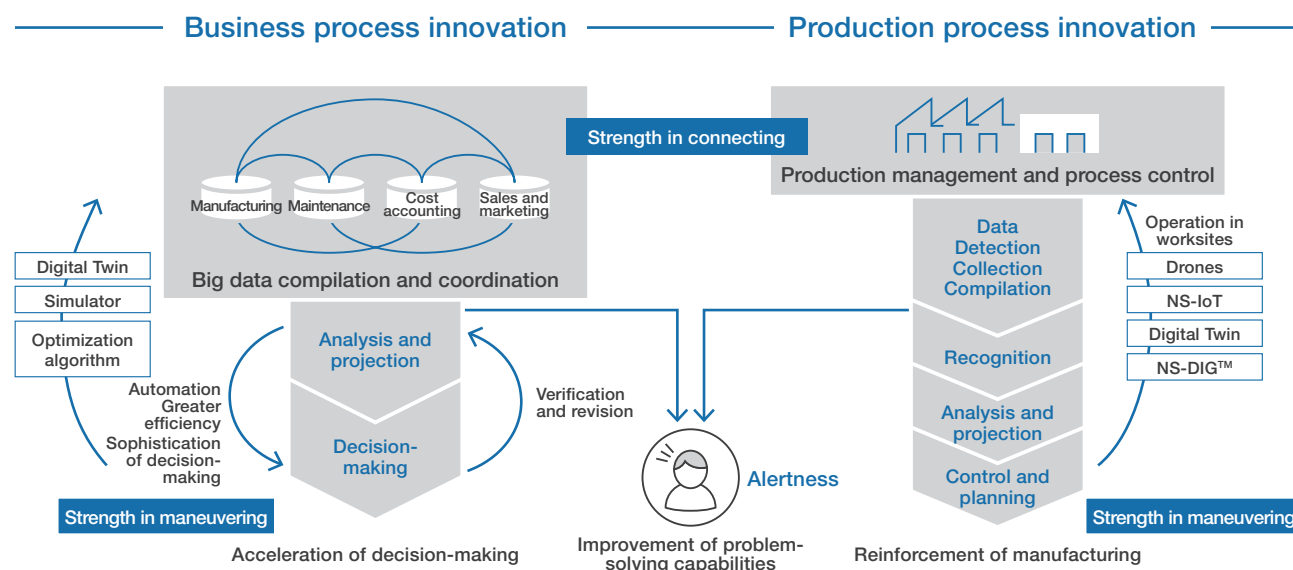 Business process innovation
Production process innovation
Strength in connecting
Manufacturing
Maintenance
Cost
accounting
Sales and
marketing
Big data compilation and coordination
Digital Twin
Simulator
Optimization
algorithm
Analysis and
projection
Decision-
making
Automation
Greater
efficiency
Sophistication
of decision-
making
Verification
and revision
Strength in maneuvering
Acceleration of decision-making
Alertness
Improvement of problem-
solving capabilities
Production management and process control
Data
Detection
Collection
Compilation
Recognition
Analysis and
projection
Control and
planning
Operation in
worksites
Drones
NS-IoT
Digital Twin
NS-DIG™
Strength in maneuvering
Reinforcement of manufacturing